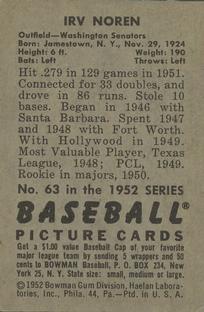 IRV NOREN
Outfield—Washington Senators
Born: Jamestown, N. Y., Nov. 29, 1924
Height: 6 ft. Weight: 190
Bats: Left Throws: Left
Hit .279 in 129 games in 1951.
Connected for 33 doubles, and
drove in 86 runs. Stole 10
bases. Began in 1946 with
Santa Barbara. Spent 1947
and 1948 with Fort Worth.
With Hollywood in 1949.
Most Valuable Player, Texas
League, 1948; PCL, 1949.
Rookie in majors, 1950.
No. 63 in the 1952 SERIES
BASEBALL®
PICTURE CARDS
Get a $1.00 value Baseball Cap of your favorite
major league team by sending 5 wrappers and 50
cents to BOWMAN Baseball, P. O. BOX 234, New
York 25, N. Y. State size: small, medium or large.
©1952 Bowman Gum Division, Haelan Labora-
tories, Inc., Phila. 44, Pa.—Ptd. in U. S. A.